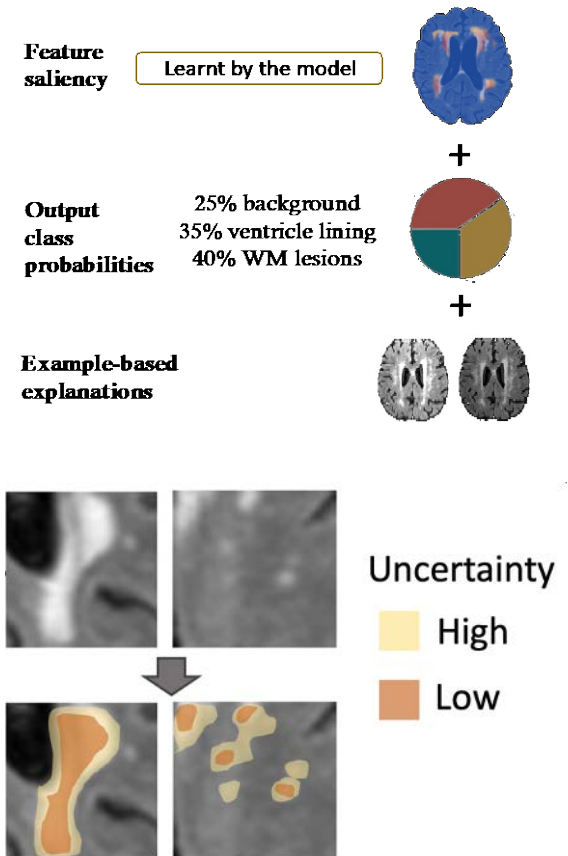 Feature
saliency
Learnt by the model
+
Output
class
probabilities
25% background
35% ventricle lining
40% WM lesions
+
Example-based
explanations
Uncertainty
High
Low